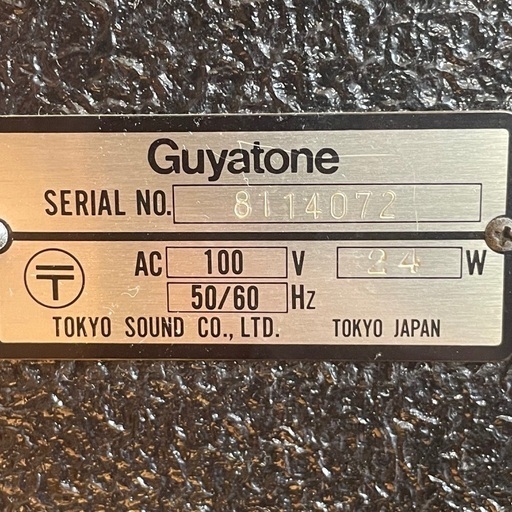 Guyatone
SERIAL NO. 8114072
AC 100 V 24 W
〒 50/60 Hz
TOKYO SOUND CO., LTD. TOKYO JAPAN